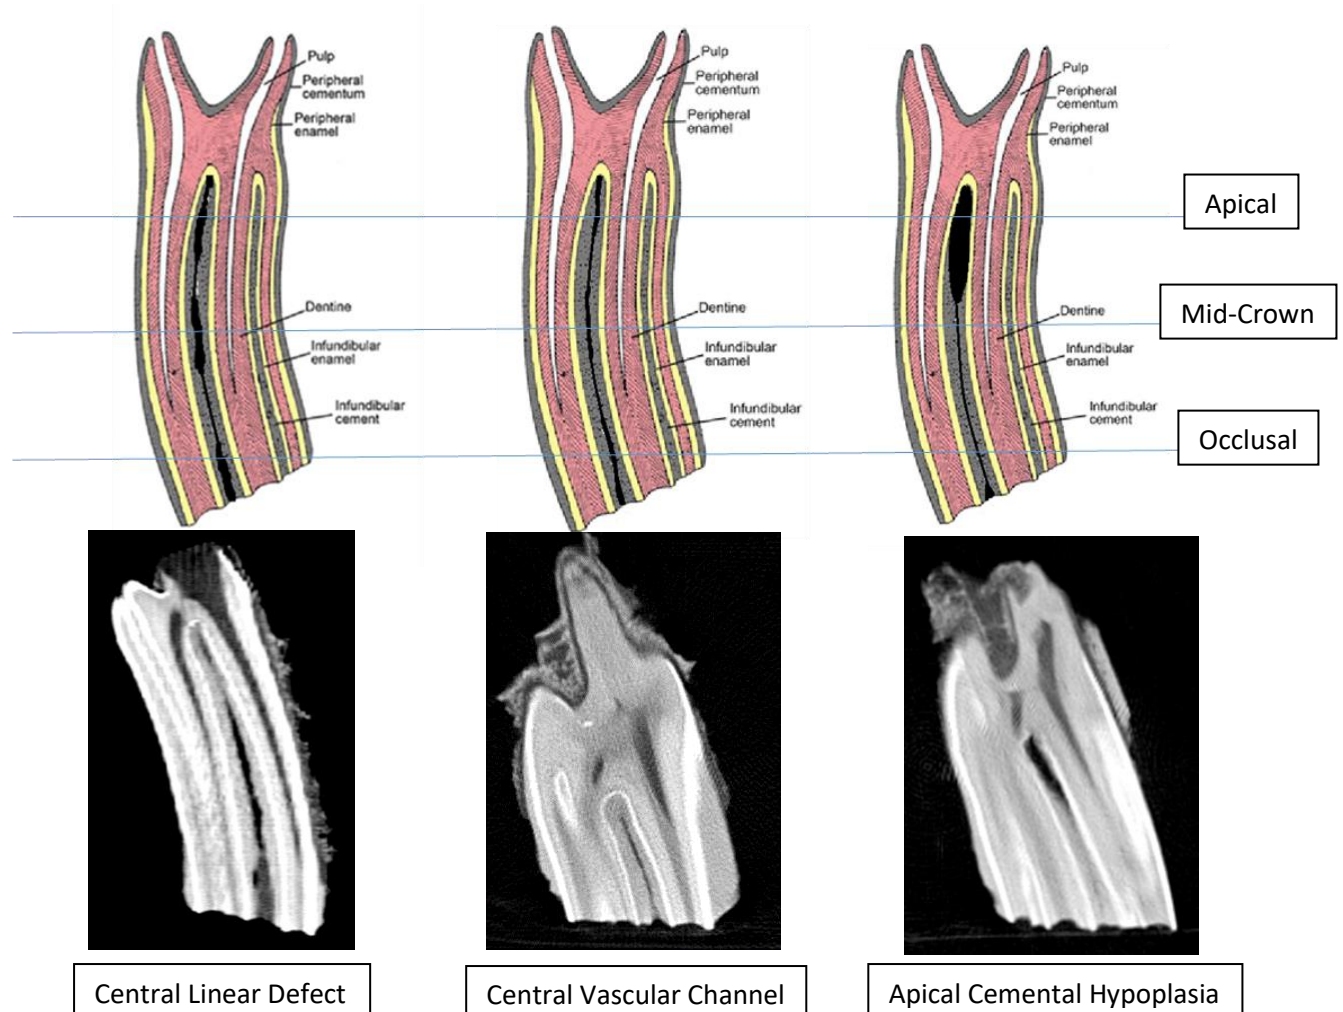 Pulp
Peripheral
cementum
Peripheral
enamel
Dentine
Infundibular
enamel
Infundibular
cement
Pulp
Peripheral
cementum
Peripheral
enamel
Dentine
Infundibular
enamel
Infundibular
cement
Pulp
Peripheral
cementum
Peripheral
enamel
Dentine
Infundibular
enamel
Infundibular
cement
Apical
Mid-Crown
Occlusal
Central Linear Defect
Central Vascular Channel
Apical Cemental Hypoplasia